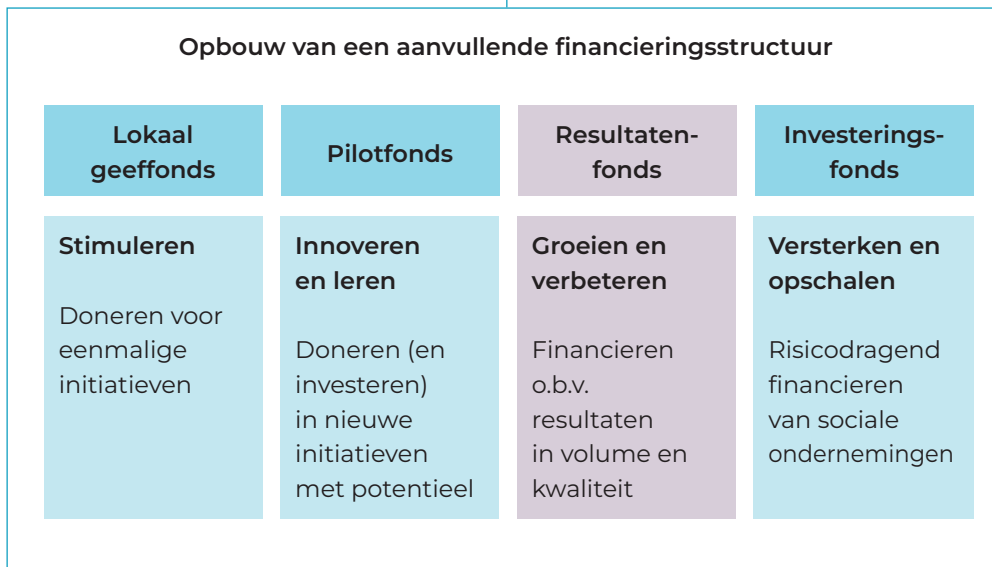 Opbouw van een aanvullende financieringsstructuur
Lokaal
geeffonds
Pilotfonds
Resultaten-
fonds
Investerings-
fonds
Stimuleren
Doneren voor
eenmalige
initiatieven
Innoveren
en leren
Doneren (en
investeren)
in nieuwe
initiatieven
met potentieel
Groeien en
verbeteren
Financieren
o.b.v.
resultaten
in volume en
kwaliteit
Versterken en
opschalen
Risicodragend
financieren
van sociale
ondernemingen